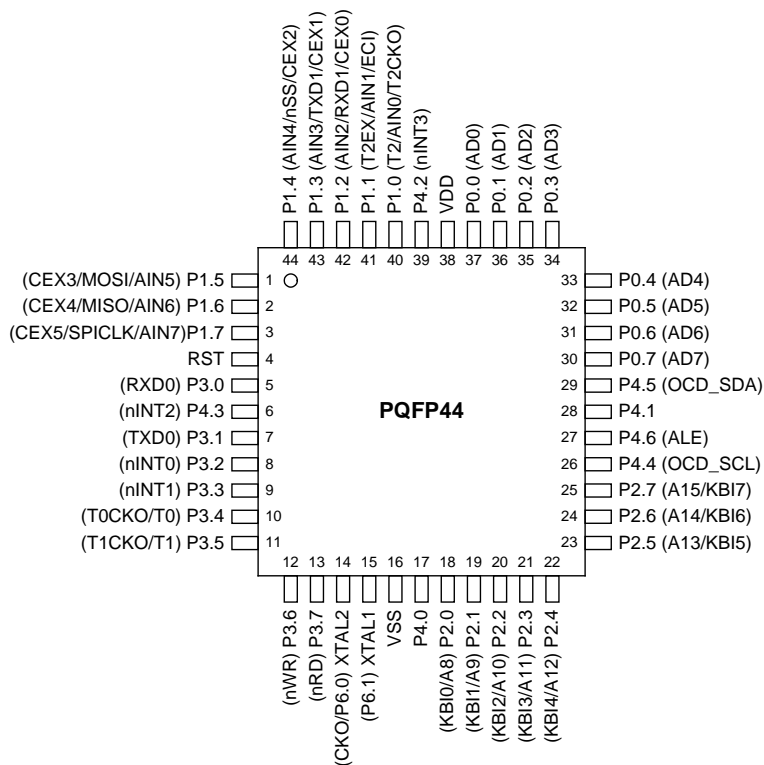 P1.4 (AIN4/nSS/CEX2)
P1.3 (AIN3/TXD1/CEX1)
P1.2 (AIN2/RXD1/CEX0)
P1.1 (T2EX/AIN1/ECI)
P1.0 (T2/AIN0/T2CKO)
P4.2 (nINT3)
VDD
P0.0 (AD0)
P0.1 (AD1)
P0.2 (AD2)
P0.3 (AD3)
44 43 42 41 40 39 38 37 36 35 34
(CEX3/MOSI/AIN5) P1.5 1
(CEX4/MISO/AIN6) P1.6 2
(CEX5/SPICLK/AIN7)P1.7 3
RST 4
(RXD0) P3.0 5
(nINT2) P4.3 6
(TXD0) P3.1 7
(nINT0) P3.2 8
(nINT1) P3.3 9
(T0CKO/T0) P3.4 10
(T1CKO/T1) P3.5 11
PQFP44
33 P0.4 (AD4)
32 P0.5 (AD5)
31 P0.6 (AD6)
30 P0.7 (AD7)
29 P4.5 (OCD_SDA)
28 P4.1
27 P4.6 (ALE)
26 P4.4 (OCD_SCL)
25 P2.7 (A15/KBI7)
24 P2.6 (A14/KBI6)
23 P2.5 (A13/KBI5)
12 13 14 15 16 17 18 19 20 21 22
(nWR) P3.6
(nRD) P3.7
(CKO/P6.0) XTAL2
(P6.1) XTAL1
VSS
P4.0
(KBI0/A8) P2.0
(KBI1/A9) P2.1
(KBI2/A10) P2.2
(KBI3/A11) P2.3
(KBI4/A12) P2.4